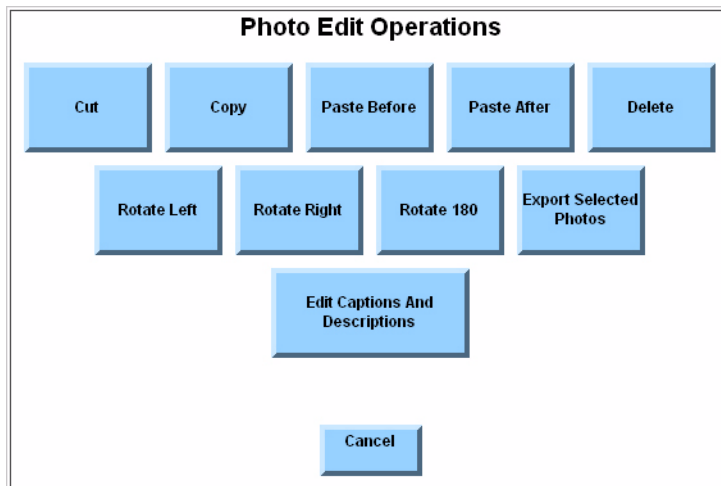 Photo Edit Operations
Cut
Copy
Paste Before
Paste After
Delete
Rotate Left
Rotate Right
Rotate 180
Export Selected
Photos
Edit Captions And
Descriptions
Cancel